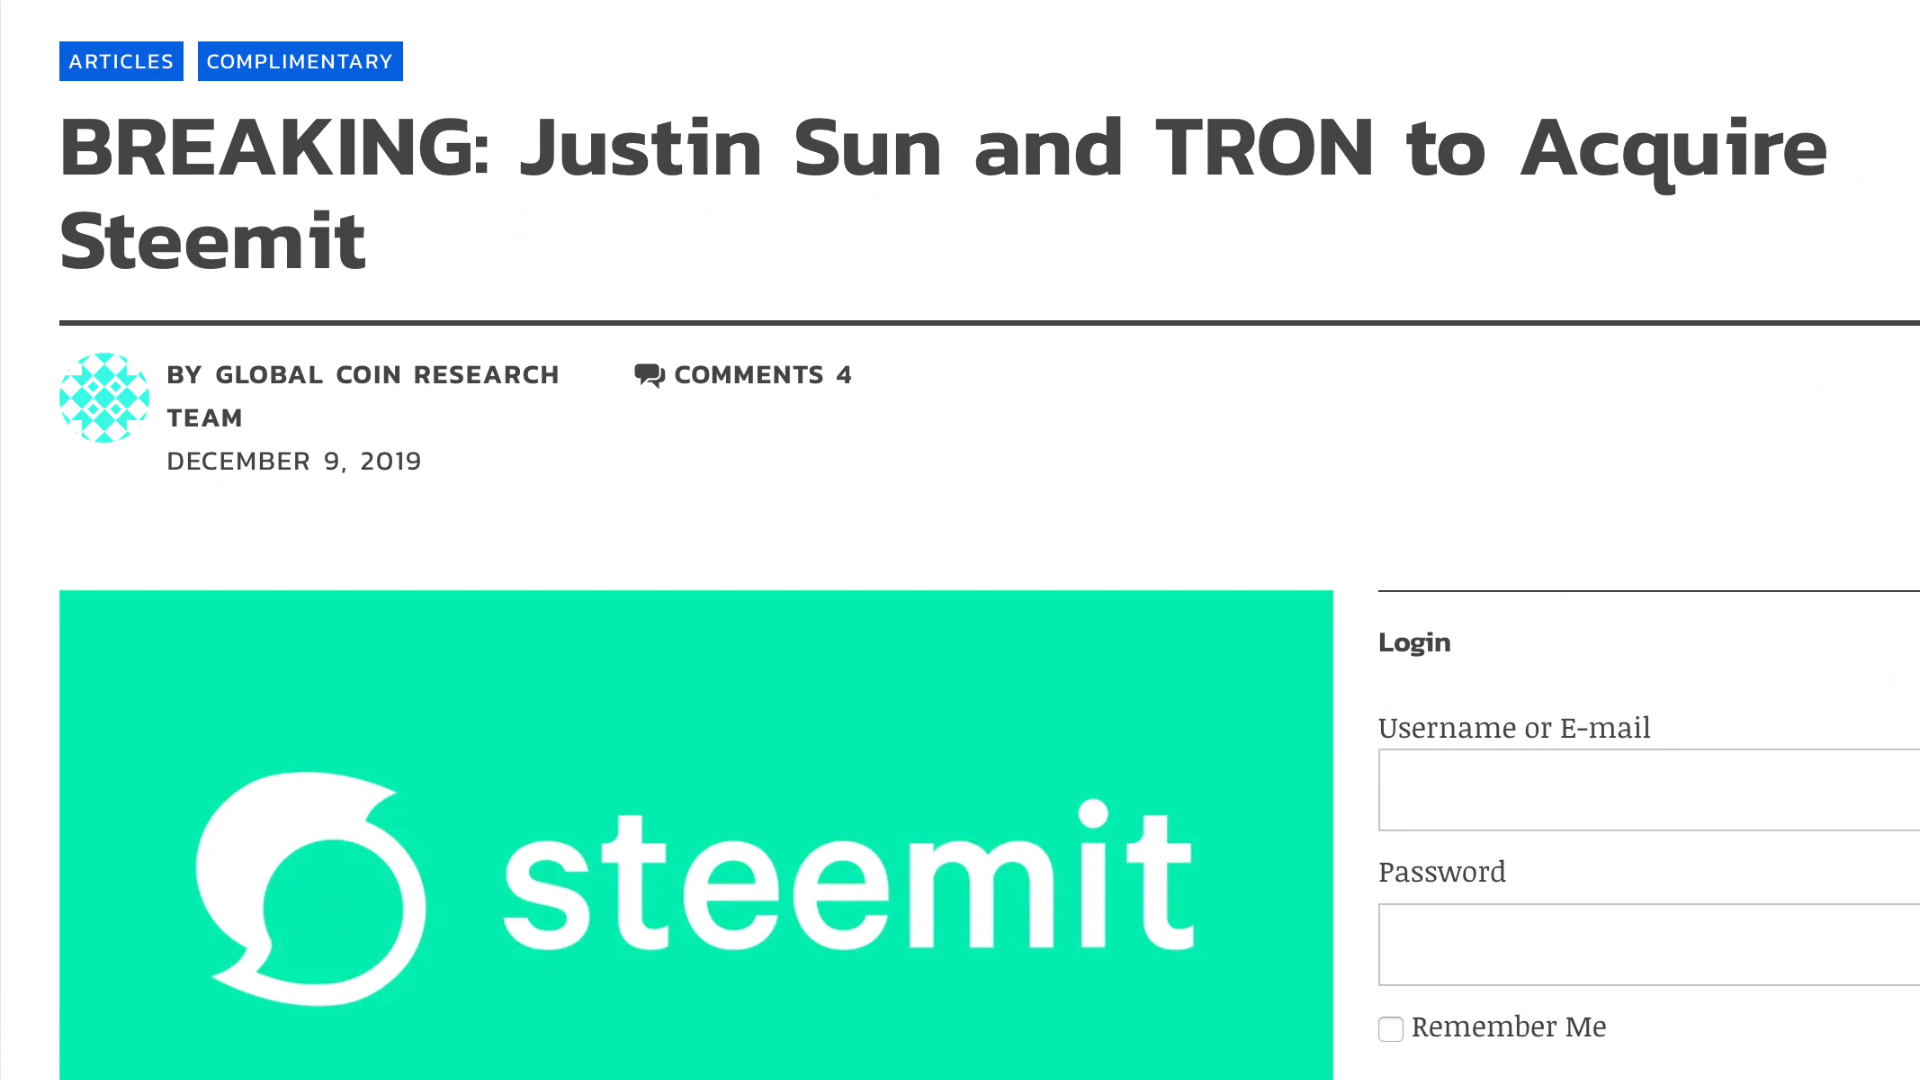 ARTICLES COMPLIMENTARY
BREAKING: Justin Sun and TRON to Acquire
Steemit
BY GLOBAL COIN RESEARCH
TEAM
DECEMBER 9, 2019
COMMENTS 4
steemit
Login
Username or E-mail
Password
Remember Me